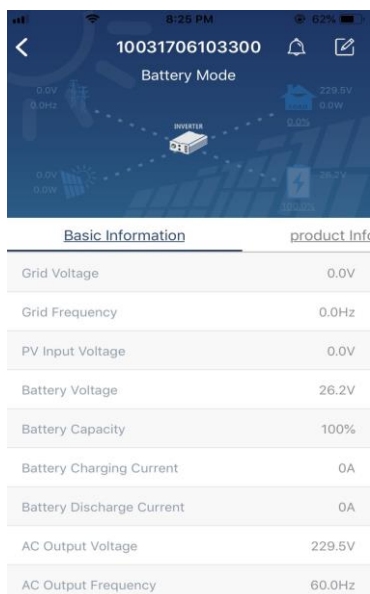 8:25 PM
62%
10031706103300
Battery Mode
0.0V
0.0Hz
229.5V
0.0W
LOAD
0.0%
INVERTER
0.0V
0.0W
26.2V
100.0%
Basic Information
product Info
Grid Voltage 0.0V
Grid Frequency 0.0Hz
PV Input Voltage 0.0V
Battery Voltage 26.2V
Battery Capacity 100%
Battery Charging Current 0A
Battery Discharge Current 0A
AC Output Voltage 229.5V
AC Output Frequency 60.0Hz